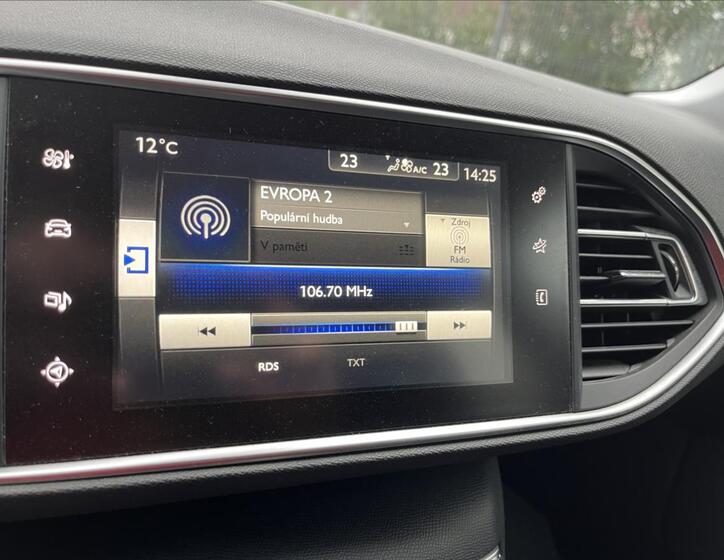 12°C
23 A/C 23 14:25
EVROPA 2
Populární hudba
V paměti
Zdroj
FM
Rádio
106.70 MHz
RDS TXT